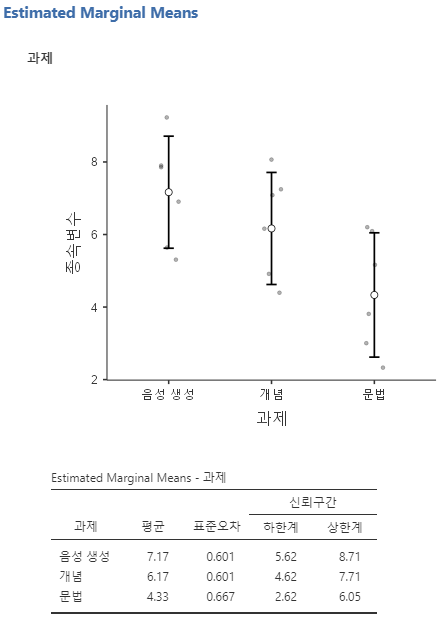 Estimated Marginal Means
과제
8
6
4
2
종속변수
음성 생성 개념 문법
과제
Estimated Marginal Means - 과제
신뢰구간
과제 평균 표준오차 하한계 상한계
음성 생성 7.17 0.601 5.62 8.71
개념 6.17 0.601 4.62 7.71
문법 4.33 0.667 2.62 6.05